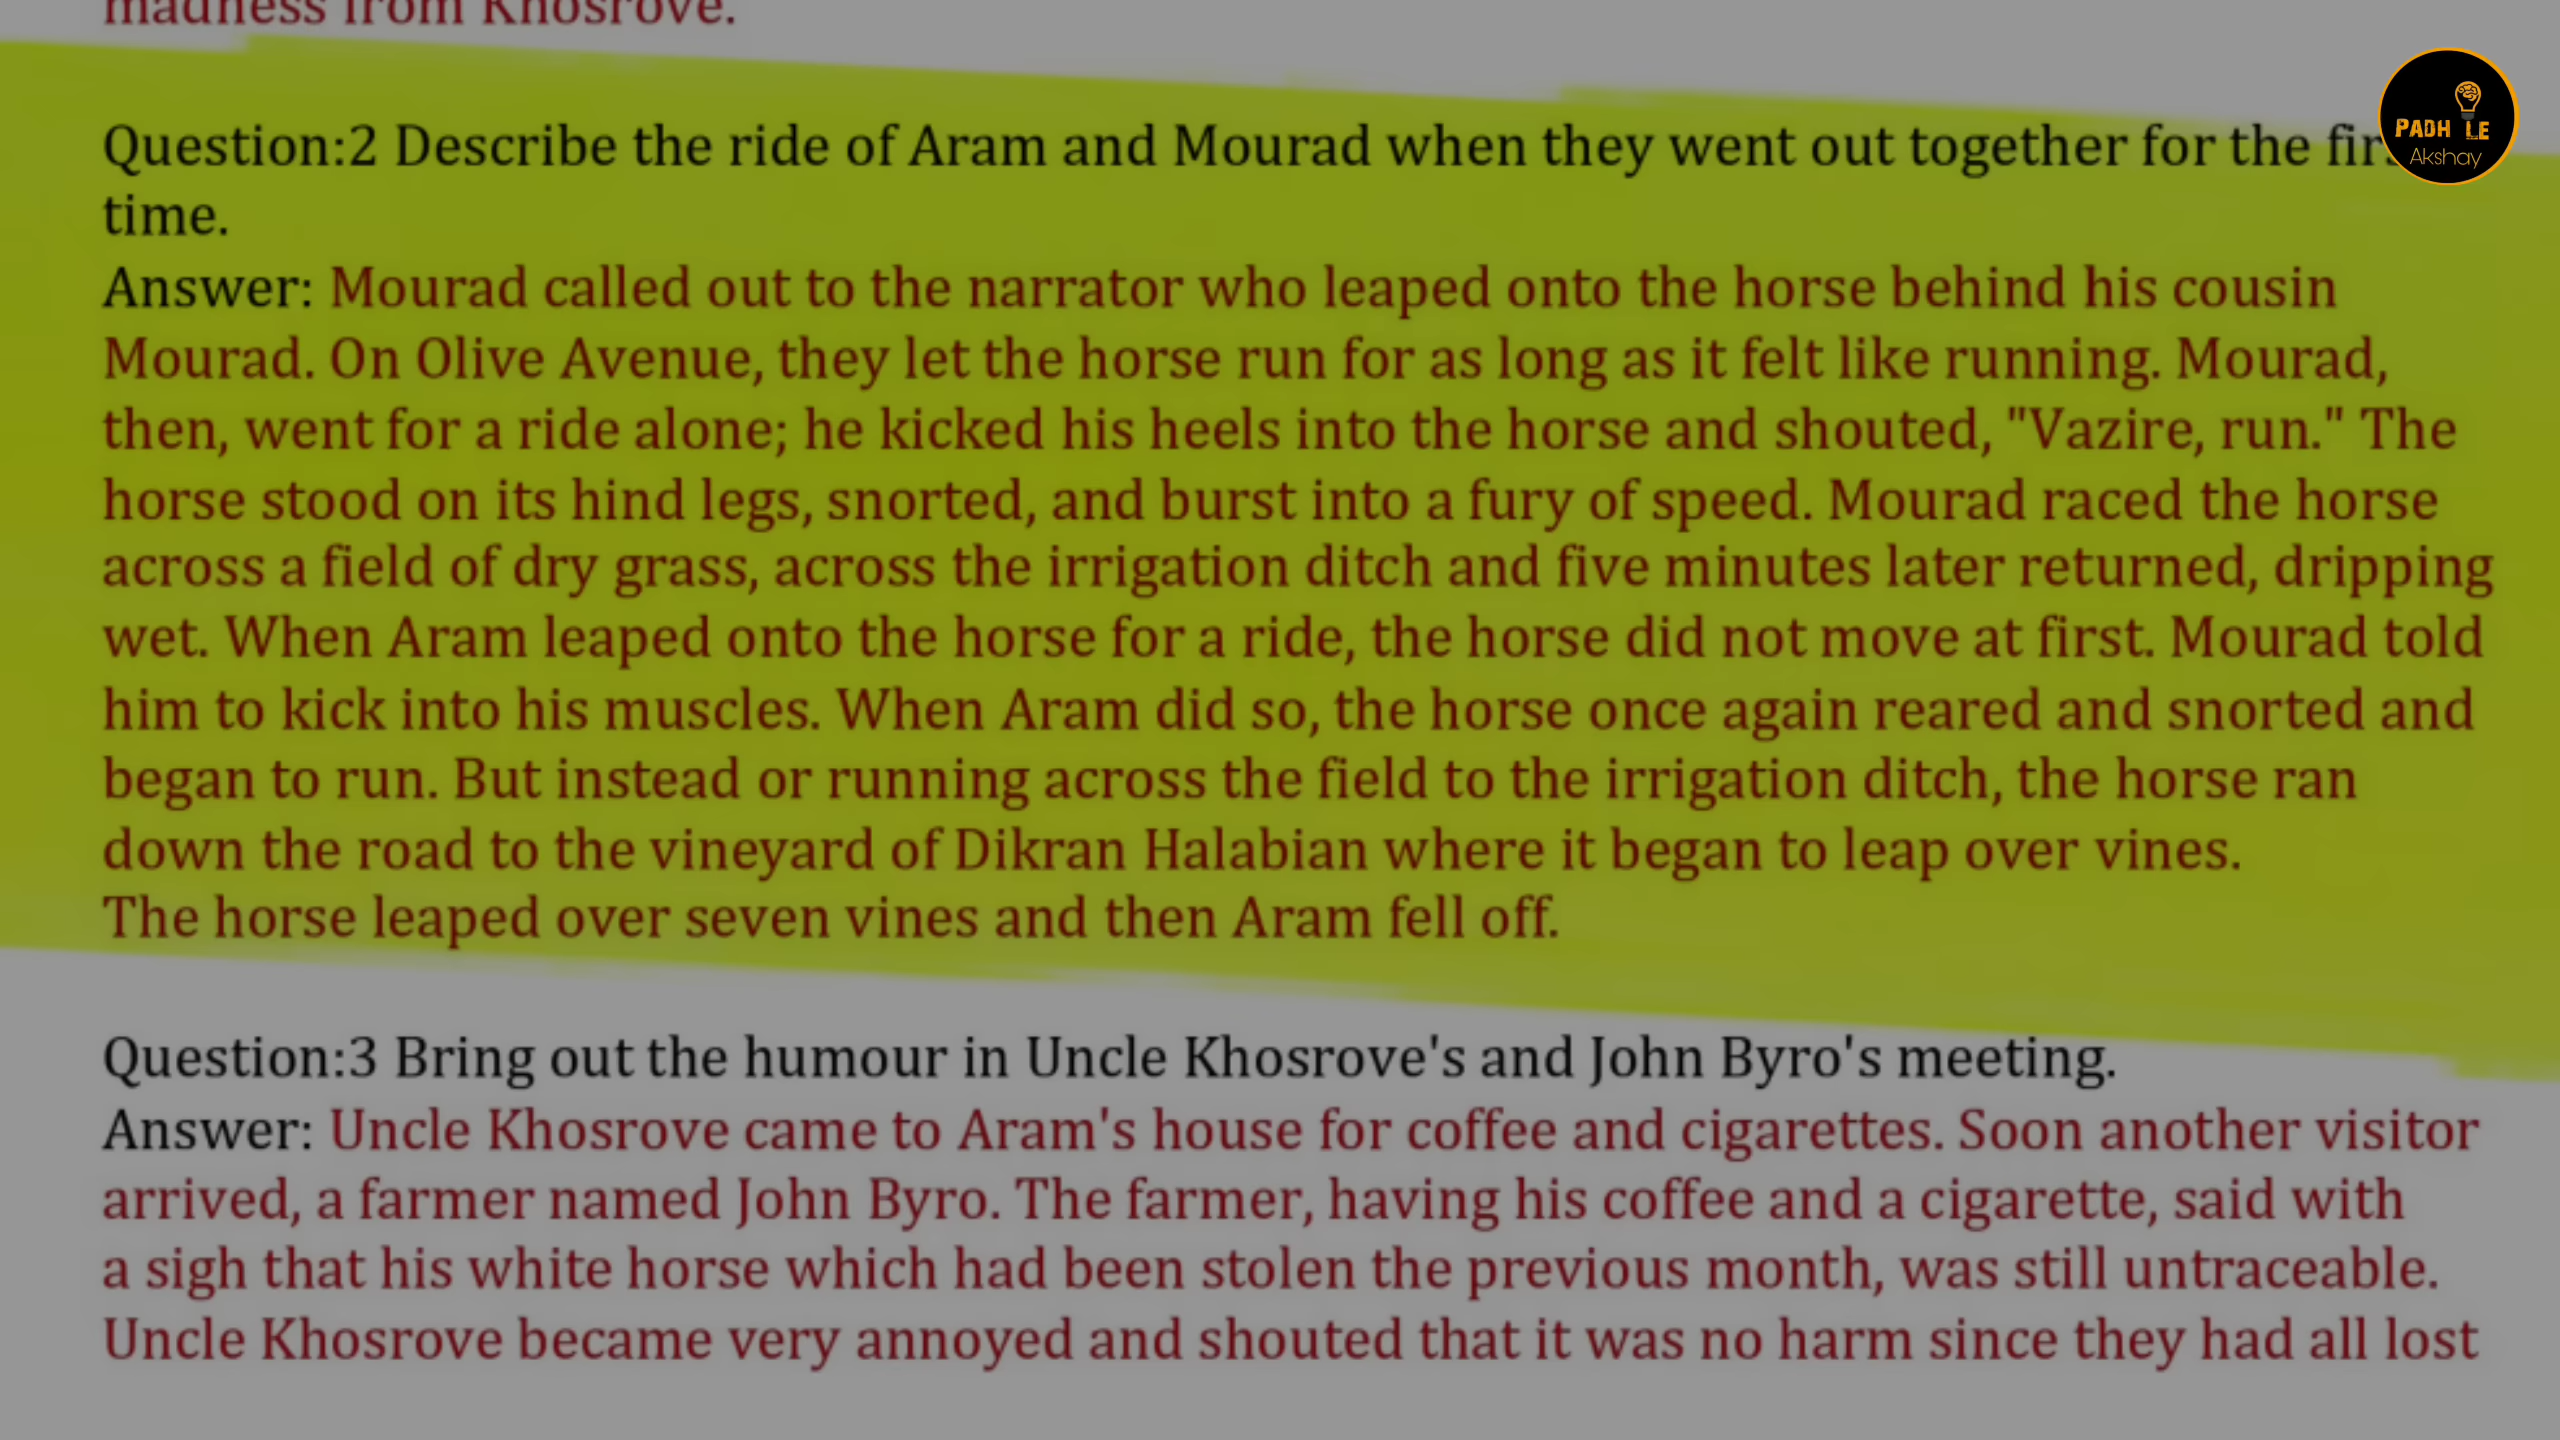 madness from Khosrove.
PADH LE
Akshay
Question:2 Describe the ride of Aram and Mourad when they went out together for the
time.
Answer: Mourad called out to the narrator who leaped onto the horse behind his cousin
Mourad. On Olive Avenue, they let the horse run for as long as it felt like running. Mourad,
then, went for a ride alone; he kicked his heels into the horse and shouted, "Vazire, run." The
horse stood on its hind legs, snorted, and burst into a fury of speed. Mourad raced the horse
across a field of dry grass, across the irrigation ditch and five minutes later returned, dripping
wet. When Aram leaped onto the horse for a ride, the horse did not move at first. Mourad told
him to kick into his muscles. When Aram did so, the horse once again reared and snorted and
began to run. But instead or running across the field to the irrigation ditch, the horse ran
down the road to the vineyard of Dikran Halabian where it began to leap over vines.
The horse leaped over seven vines and then Aram fell off.
Question:3 Bring out the humour in Uncle Khosrove's and John Byro's meeting.
Answer: Uncle Khosrove came to Aram's house for coffee and cigarettes. Soon another visitor
arrived, a farmer named John Byro. The farmer, having his coffee and a cigarette, said with
a sigh that his white horse which had been stolen the previous month, was still untraceable.
Uncle Khosrove became very annoyed and shouted that it was no harm since they had all lost